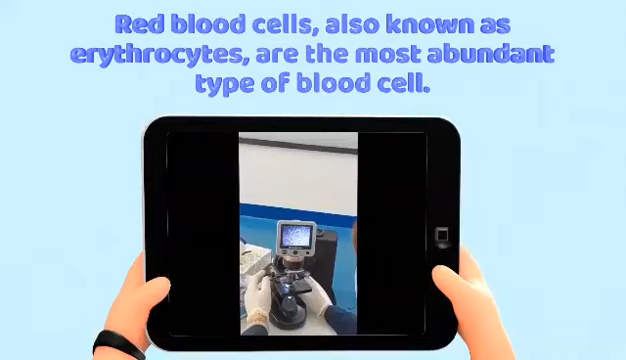 Red blood cells, also known as
erythrocytes, are the most abundant
type of blood cell.